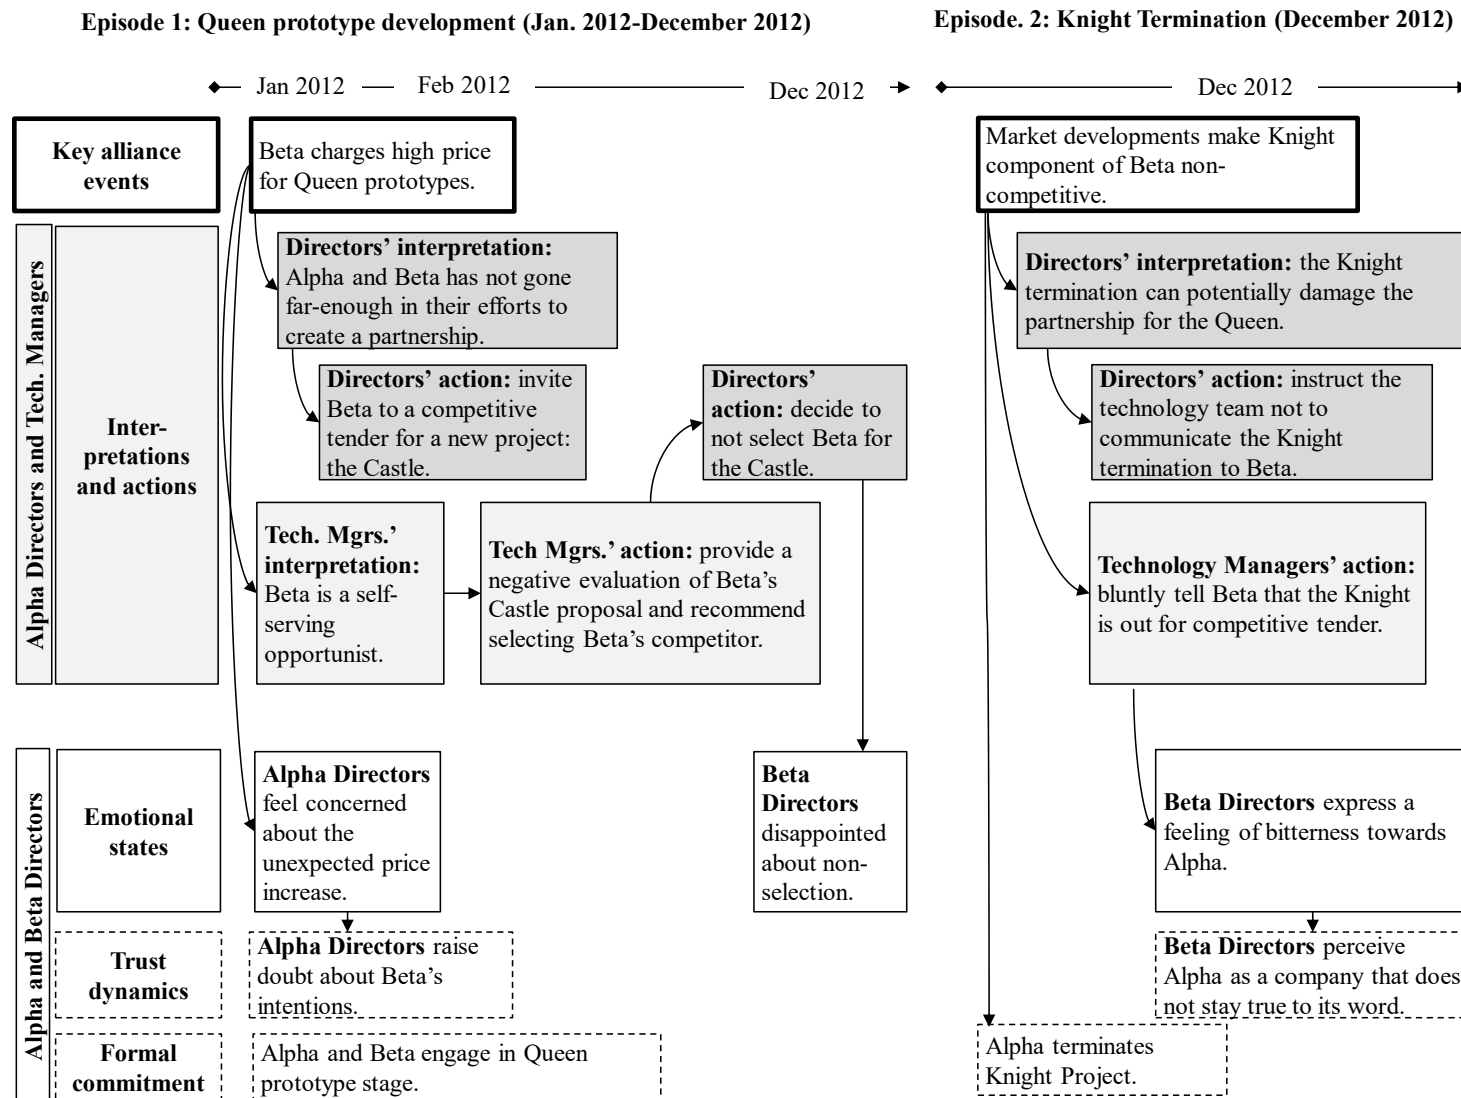 Episode 1: Queen prototype development (Jan. 2012-December 2012)
Episode. 2: Knight Termination (December 2012)
Jan 2012
Feb 2012
Dec 2012
Dec 2012
Key alliance
events
Beta charges high price
for Queen prototypes.
Market developments make Knight
component of Beta non-
competitive.
Alpha Directors and Tech. Managers
Inter-
pretations
and actions
Directors’ interpretation:
Alpha and Beta has not gone
far-enough in their efforts to
create a partnership.
Directors’ action: invite
Beta to a competitive
tender for a new project:
the Castle.
Directors’
action: decide to
not select Beta for
the Castle.
Tech. Mgrs.’
interpretation:
Beta is a self-
serving
opportunist.
Tech Mgrs.’ action: provide a
negative evaluation of Beta’s
Castle proposal and recommend
selecting Beta’s competitor.
Directors’ interpretation: the Knight
termination can potentially damage the
partnership for the Queen.
Directors’ action: instruct the
technology team not to
communicate the Knight
termination to Beta.
Technology Managers’ action:
bluntly tell Beta that the Knight
is out for competitive tender.
Alpha and Beta Directors
Emotional
states
Alpha Directors
feel concerned
about the
unexpected price
increase.
Beta
Directors
disappointed
about non-
selection.
Beta Directors express a
feeling of bitterness towards
Alpha.
Trust
dynamics
Alpha Directors raise
doubt about Beta’s
intentions.
Beta Directors perceive
Alpha as a company that does
not stay true to its word.
Formal
commitment
Alpha and Beta engage in Queen
prototype stage.
Alpha terminates
Knight Project.